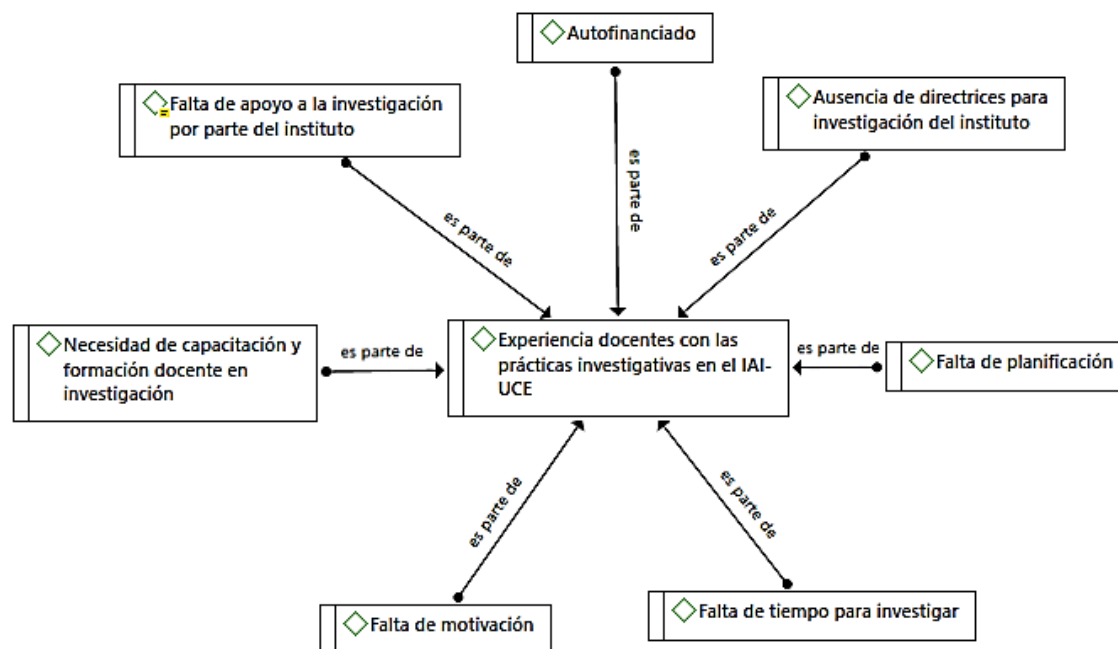 Autofinanciado
Falta de apoyo a la investigación
por parte del instituto
Ausencia de directrices para
investigación del instituto
es parte de
es parte de
es parte de
Necesidad de capacitación y
formación docente en
investigación
es parte de
Experiencia docentes con las
prácticas investigativas en el IAI-
UCE
es parte de
Falta de planificación
es parte de
es parte de
Falta de motivación
Falta de tiempo para investigar